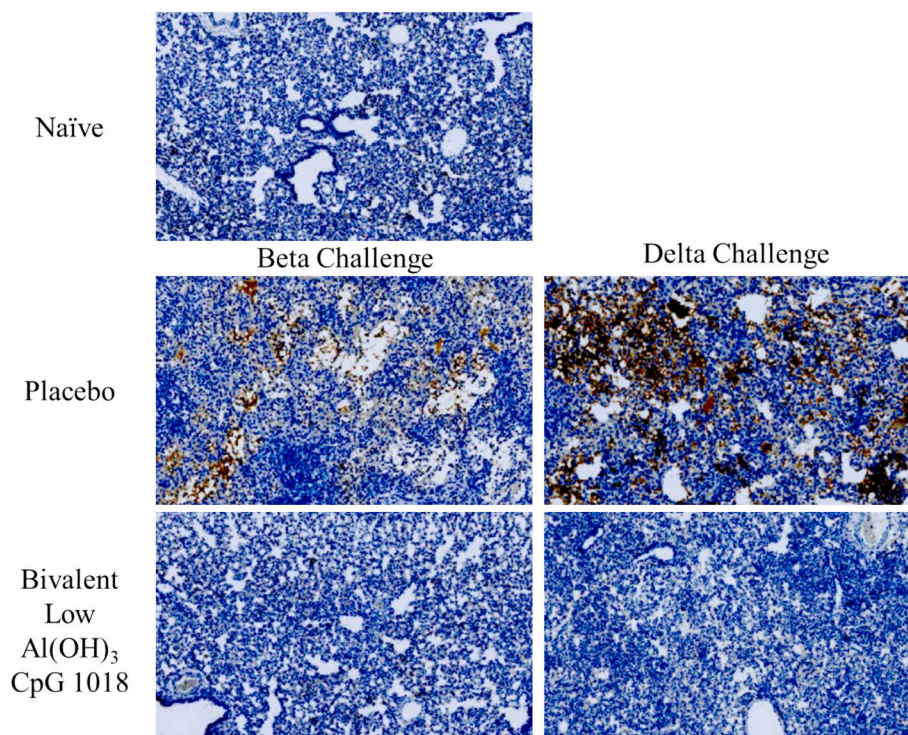 Naïve
Beta Challenge
Delta Challenge
Placebo
Bivalent
Low
Al(OH)₃
CpG 1018